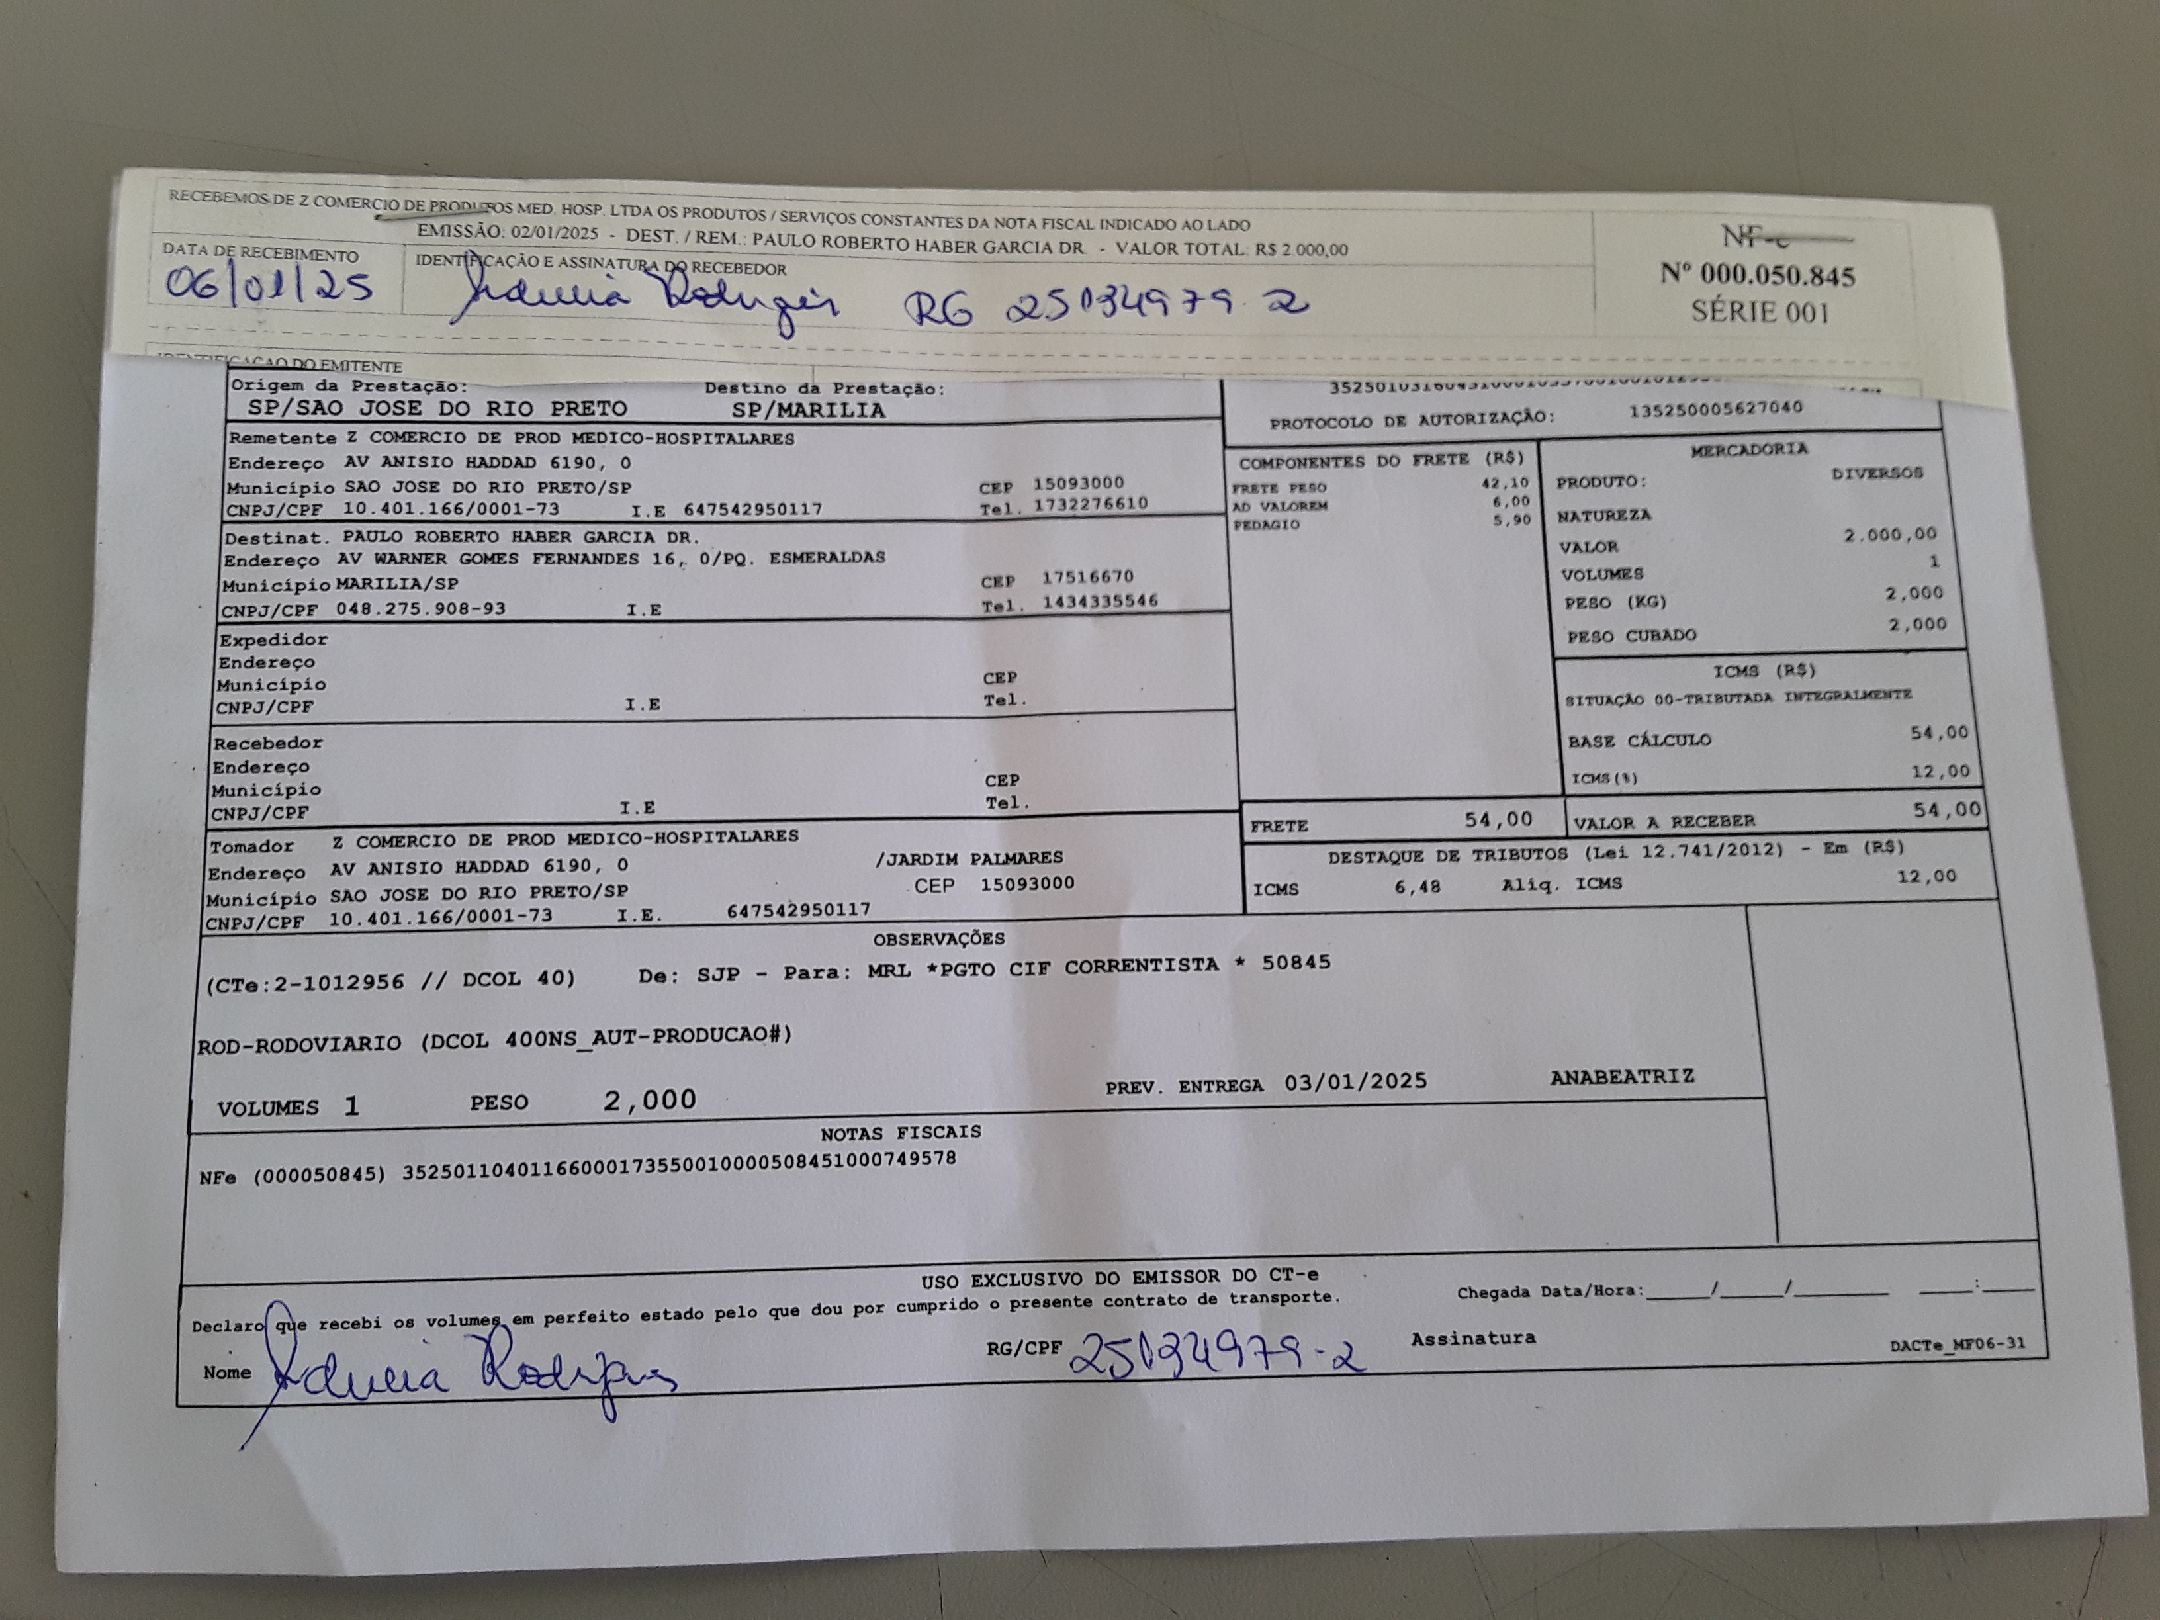 RECEBEMOS DE Z COMERCIO DE PRODUTOS MED. HOSP. LTDA OS PRODUTOS / SERVIÇOS CONSTANTES DA NOTA FISCAL INDICADO AO LADO
EMISSÃO: 02/01/2025 - DEST. / REM.: PAULO ROBERTO HABER GARCIA DR. - VALOR TOTAL: R$ 2.000,00
NF-e
Nº 000.050.845
SÉRIE 001
DATA DE RECEBIMENTO
06/01/25
IDENTIFICAÇÃO E ASSINATURA DO RECEBEDOR
Rodrigues RG 25134979-2
IDENTIFICAÇÃO DO EMITENTE
Origem da Prestação: Destino da Prestação:
SP/SAO JOSE DO RIO PRETO SP/MARILIA
PROTOCOLO DE AUTORIZAÇÃO: 135250005627040
Remetente Z COMERCIO DE PROD MEDICO-HOSPITALARES
Endereço AV ANISIO HADDAD 6190, 0
Município SAO JOSE DO RIO PRETO/SP CEP 15093000
CNPJ/CPF 10.401.166/0001-73 I.E 647542950117 Tel. 1732276610
Destinat. PAULO ROBERTO HABER GARCIA DR.
Endereço AV WARNER GOMES FERNANDES 16, 0/PQ. ESMERALDAS
Município MARILIA/SP CEP 17516670
CNPJ/CPF 048.275.908-93 I.E Tel. 1434335546
Expedidor
Endereço
Município CEP
CNPJ/CPF I.E Tel.
Recebedor
Endereço
Município CEP
CNPJ/CPF I.E Tel.
Tomador Z COMERCIO DE PROD MEDICO-HOSPITALARES
Endereço AV ANISIO HADDAD 6190, 0 /JARDIM PALMARES
Município SAO JOSE DO RIO PRETO/SP CEP 15093000
CNPJ/CPF 10.401.166/0001-73 I.E. 647542950117
COMPONENTES DO FRETE (R$)
FRETE PESO 42,10
AD VALOREM 6,00
PEDAGIO 5,90
MERCADORIA
PRODUTO: DIVERSOS
NATUREZA
VALOR 2.000,00
VOLUMES 1
PESO (KG) 2,000
PESO CUBADO 2,000
ICMS (R$)
SITUAÇÃO 00-TRIBUTADA INTEGRALMENTE
BASE CÁLCULO 54,00
ICMS(%) 12,00
FRETE 54,00 VALOR A RECEBER 54,00
DESTAQUE DE TRIBUTOS (Lei 12.741/2012) - Em (R$)
ICMS 6,48 Aliq. ICMS 12,00
OBSERVAÇÕES
(CTe:2-1012956 // DCOL 40) De: SJP - Para: MRL *PGTO CIF CORRENTISTA * 50845
ROD-RODOVIARIO (DCOL 400NS_AUT-PRODUCAO#)
VOLUMES 1 PESO 2,000 PREV. ENTREGA 03/01/2025 ANABEATRIZ
NOTAS FISCAIS
NFe (000050845) 35250110401166000173550010000508451000749578
USO EXCLUSIVO DO EMISSOR DO CT-e
Declaro que recebi os volumes em perfeito estado pelo que dou por cumprido o presente contrato de transporte.
Chegada Data/Hora:_____/_____/_______ ____:____
Nome Rodrigues RG/CPF 25134979-2 Assinatura
DACTe_MF06-31